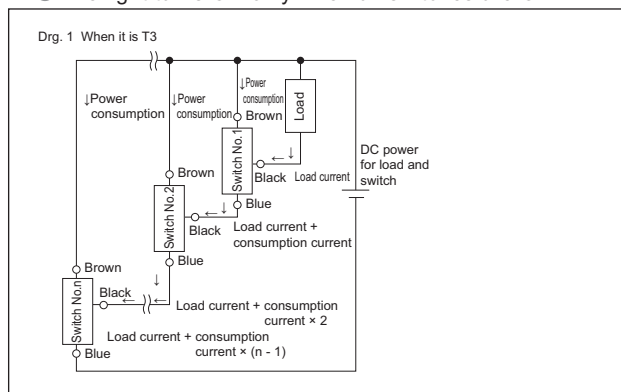 Drg. 1 When it is T3
↓Power
consumption
↓Power
consumption
↓Power
consumption
Brown
Load
Switch No.1
Black
Load current
DC power
for load and
switch
Blue
Brown
Switch No.2
Black
Load current +
consumption current
Blue
Brown
Switch No.n
Black
Load current + consumption
current × 2
Load current + consumption
current × (n - 1)
Blue